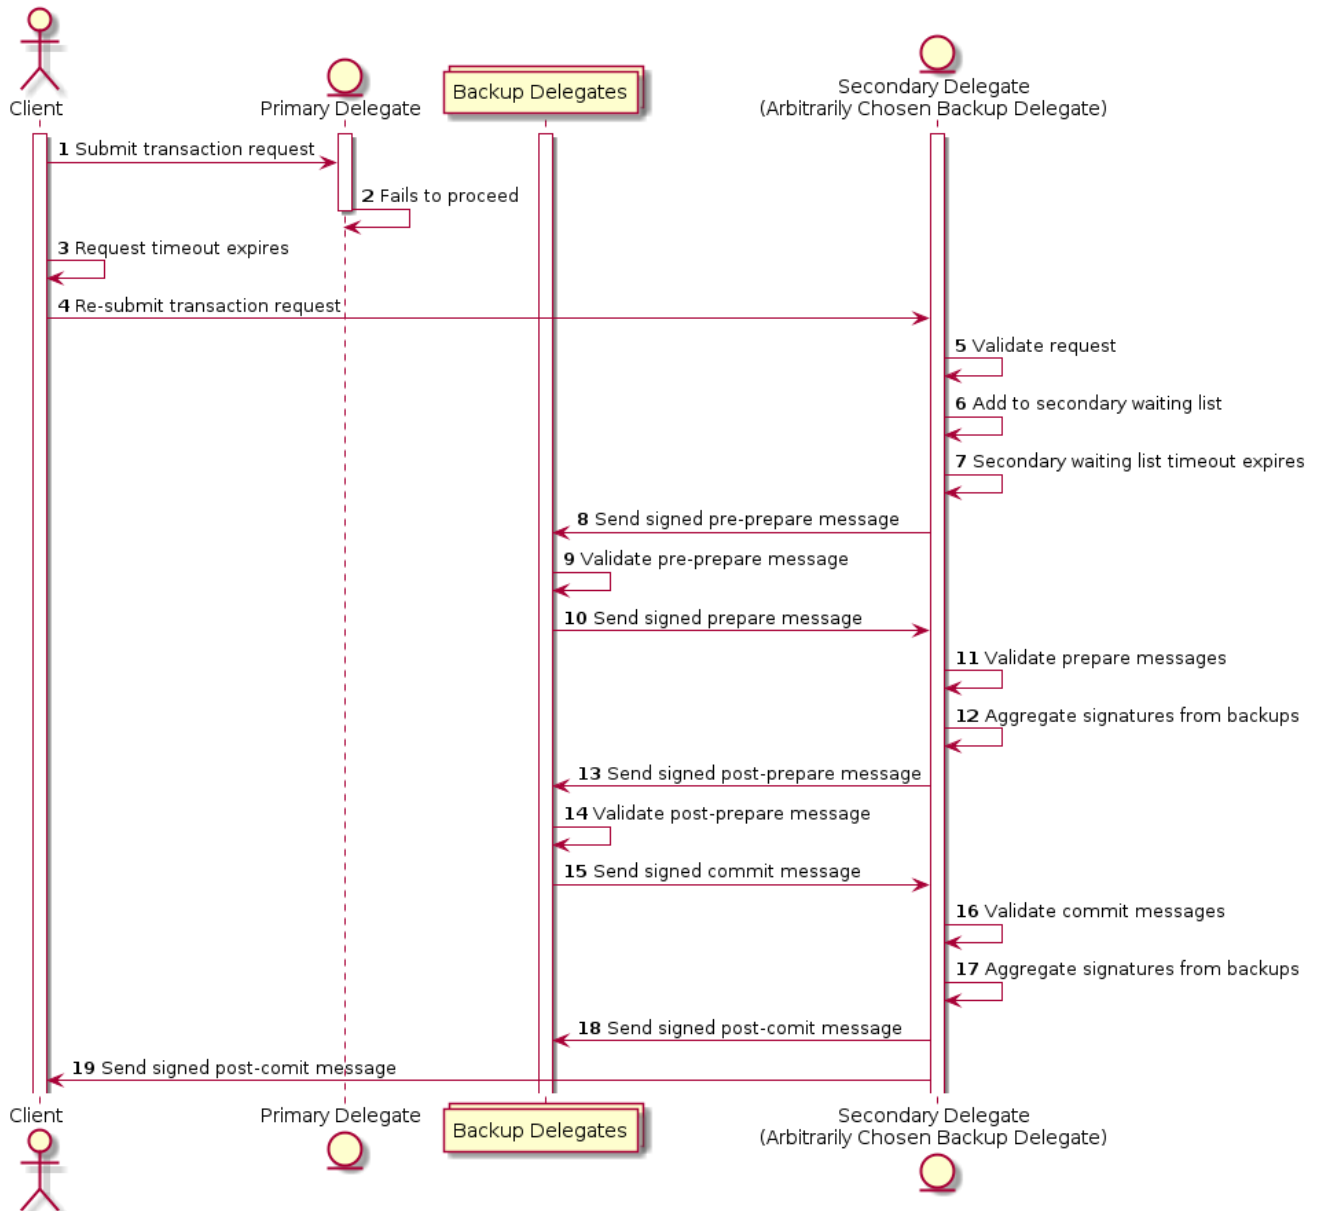 Client
Primary Delegate
Backup Delegates
Secondary Delegate
(Arbitrarily Chosen Backup Delegate)
1 Submit transaction request
2 Fails to proceed
3 Request timeout expires
4 Re-submit transaction request
5 Validate request
6 Add to secondary waiting list
7 Secondary waiting list timeout expires
8 Send signed pre-prepare message
9 Validate pre-prepare message
10 Send signed prepare message
11 Validate prepare messages
12 Aggregate signatures from backups
13 Send signed post-prepare message
14 Validate post-prepare message
15 Send signed commit message
16 Validate commit messages
17 Aggregate signatures from backups
18 Send signed post-comit message
19 Send signed post-comit message
Client
Primary Delegate
Backup Delegates
Secondary Delegate
(Arbitrarily Chosen Backup Delegate)